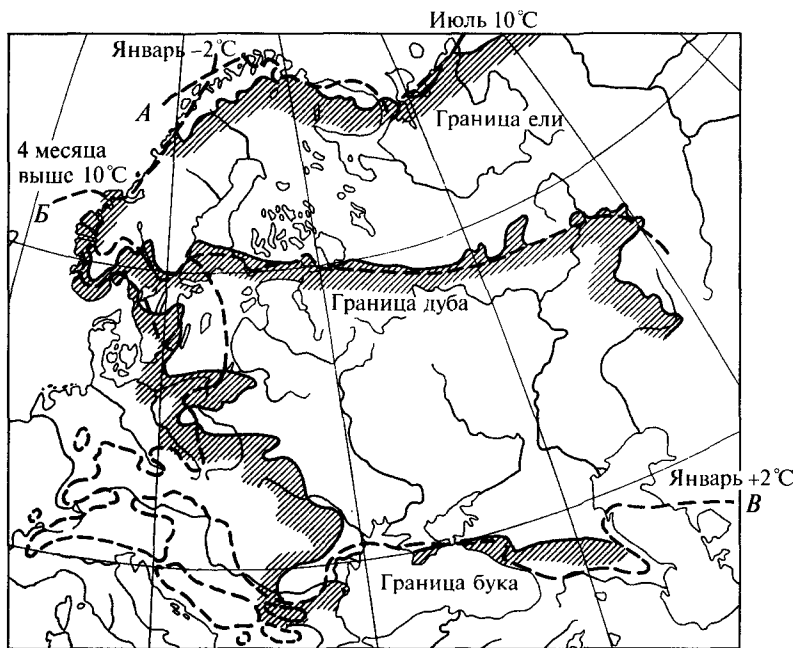 Июль 10°C
Январь –2°C
А
Граница ели
4 месяца
выше 10°C
Б
Граница дуба
Январь +2°C
В
Граница бука